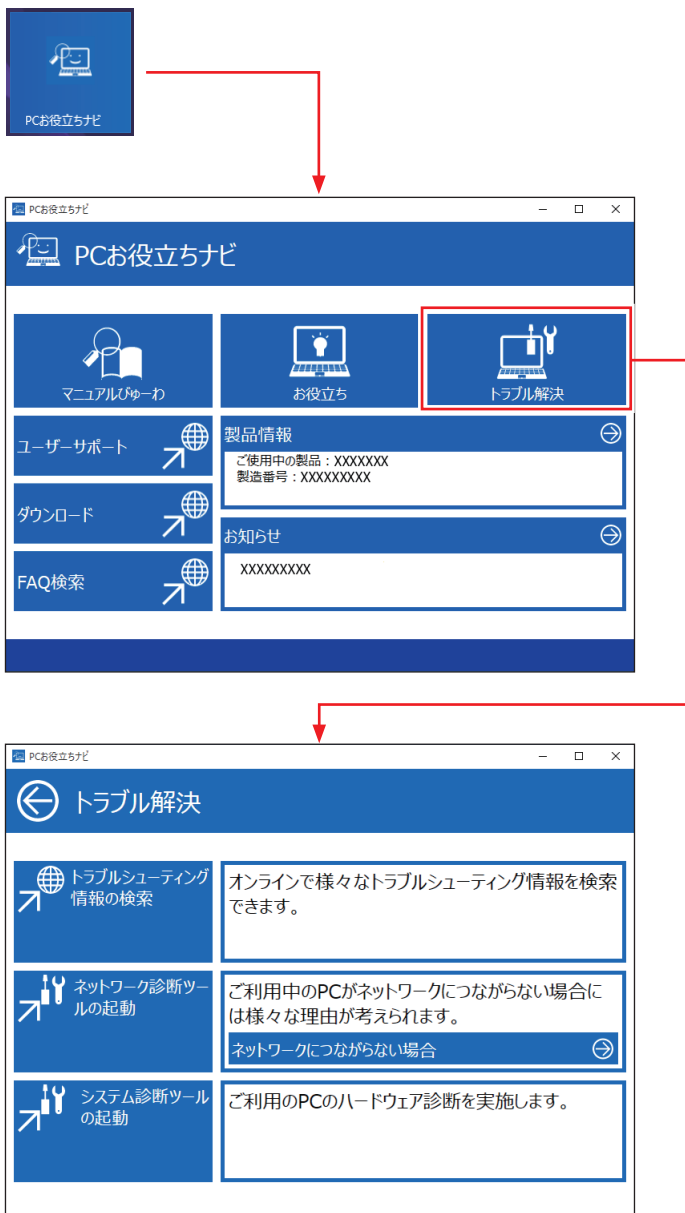 PCお役立ちナビ
PCお役立ちナビ
PCお役立ちナビ
マニュアルびゅーわ
お役立ち
トラブル解決
ユーザーサポート
製品情報
ご使用中の製品：XXXXXXX
製造番号：XXXXXXXXX
ダウンロード
お知らせ
XXXXXXXXX
FAQ検索
PCお役立ちナビ
トラブル解決
トラブルシューティング
情報の検索
オンラインで様々なトラブルシューティング情報を検索
できます。
ネットワーク診断ツー
ルの起動
ご利用中のPCがネットワークにつながらない場合に
は様々な理由が考えられます。
ネットワークにつながらない場合
システム診断ツール
の起動
ご利用のPCのハードウェア診断を実施します。